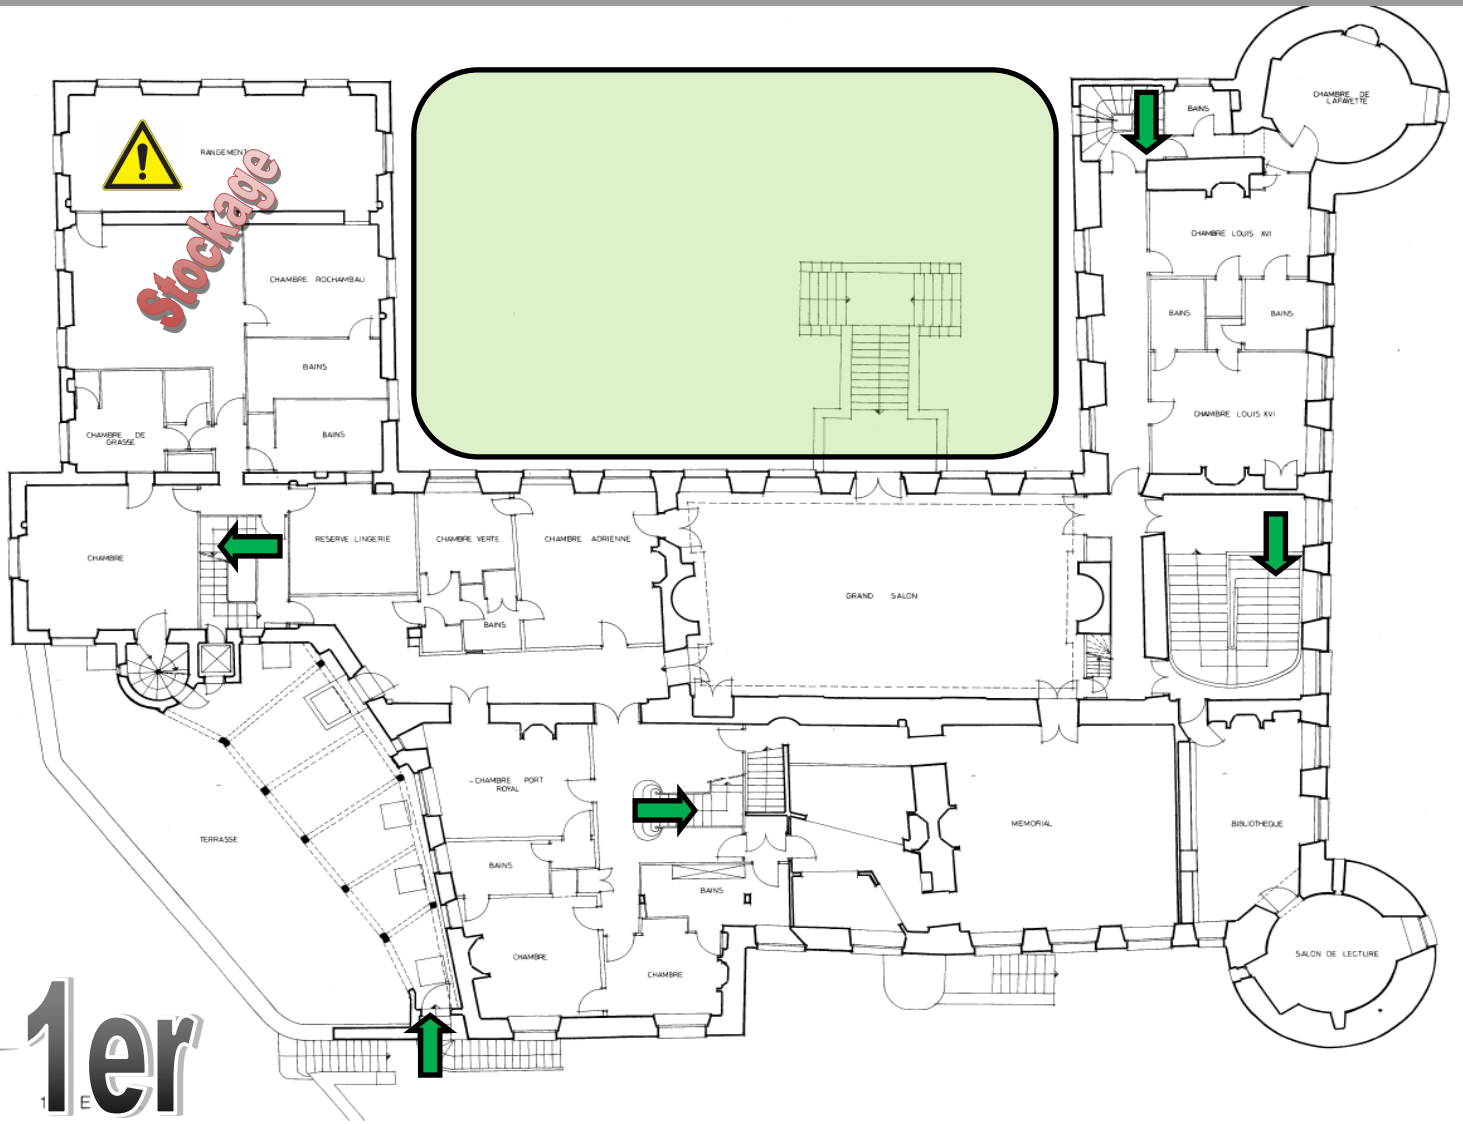 CHAMBRE DE
LAFAYETTE
BAINS
RANGEMENT
Stockage
CHAMBRE LOUIS XVI
CHAMBRE ROCHAMBAU
BAINS
BAINS
BAINS
CHAMBRE LOUIS XVI
CHAMBRE DE
GRASSE
BAINS
CHAMBRE
RESERVE LINGERIE
CHAMBRE VERTE
CHAMBRE ADRIENNE
GRAND SALON
BAINS
CHAMBRE PORT
ROYAL
TERRASSE
MEMORIAL
BIBLIOTHEQUE
BAINS
BAINS
CHAMBRE
CHAMBRE
SALON DE LECTURE
1er
1 E